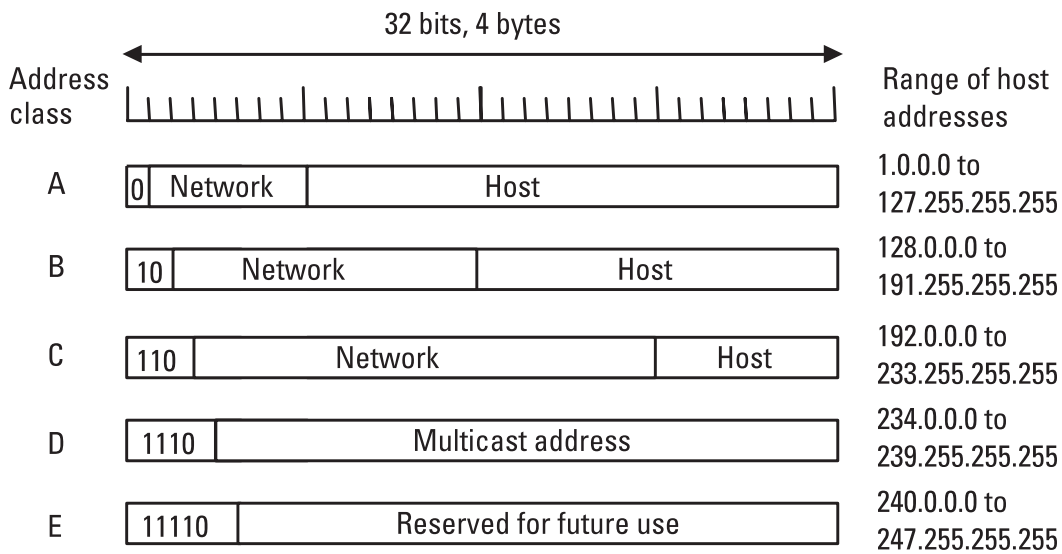 32 bits, 4 bytes
Address
class
Range of host
addresses
A
0
Network
Host
1.0.0.0 to
127.255.255.255
B
10
Network
Host
128.0.0.0 to
191.255.255.255
C
110
Network
Host
192.0.0.0 to
233.255.255.255
D
1110
Multicast address
234.0.0.0 to
239.255.255.255
E
11110
Reserved for future use
240.0.0.0 to
247.255.255.255